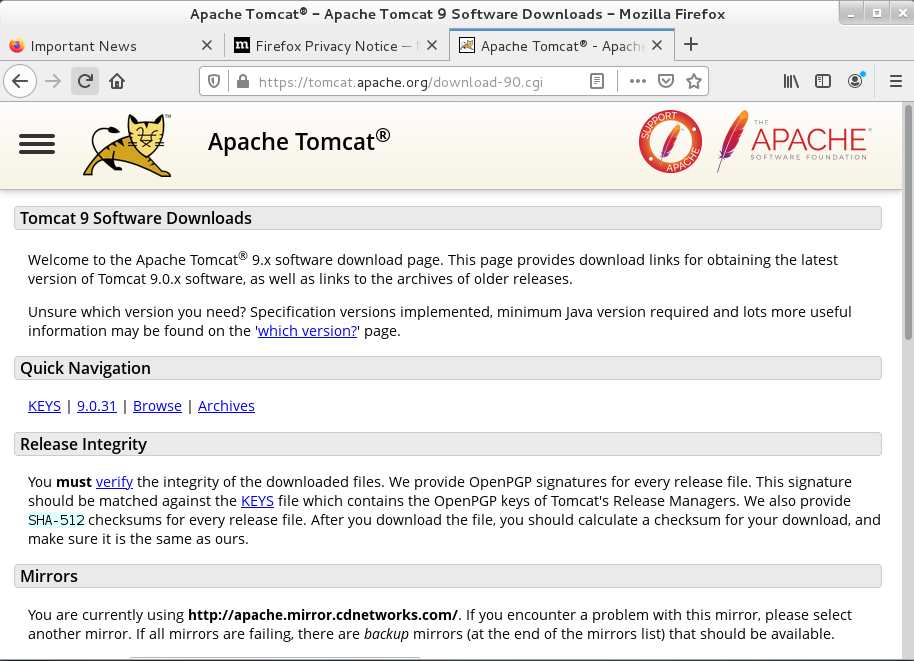 Apache Tomcat® – Apache Tomcat 9 Software Downloads – Mozilla Firefox
Important News
Firefox Privacy Notice —
Apache Tomcat® - Apache
https://tomcat.apache.org/download-90.cgi
Apache Tomcat®
SUPPORT APACHE
THE
APACHE®
SOFTWARE FOUNDATION
Tomcat 9 Software Downloads
Welcome to the Apache Tomcat® 9.x software download page. This page provides download links for obtaining the latest
version of Tomcat 9.0.x software, as well as links to the archives of older releases.
Unsure which version you need? Specification versions implemented, minimum Java version required and lots more useful
information may be found on the 'which version?' page.
Quick Navigation
KEYS | 9.0.31 | Browse | Archives
Release Integrity
You must verify the integrity of the downloaded files. We provide OpenPGP signatures for every release file. This signature
should be matched against the KEYS file which contains the OpenPGP keys of Tomcat's Release Managers. We also provide
SHA-512 checksums for every release file. After you download the file, you should calculate a checksum for your download, and
make sure it is the same as ours.
Mirrors
You are currently using http://apache.mirror.cdnetworks.com/. If you encounter a problem with this mirror, please select
another mirror. If all mirrors are failing, there are backup mirrors (at the end of the mirrors list) that should be available.